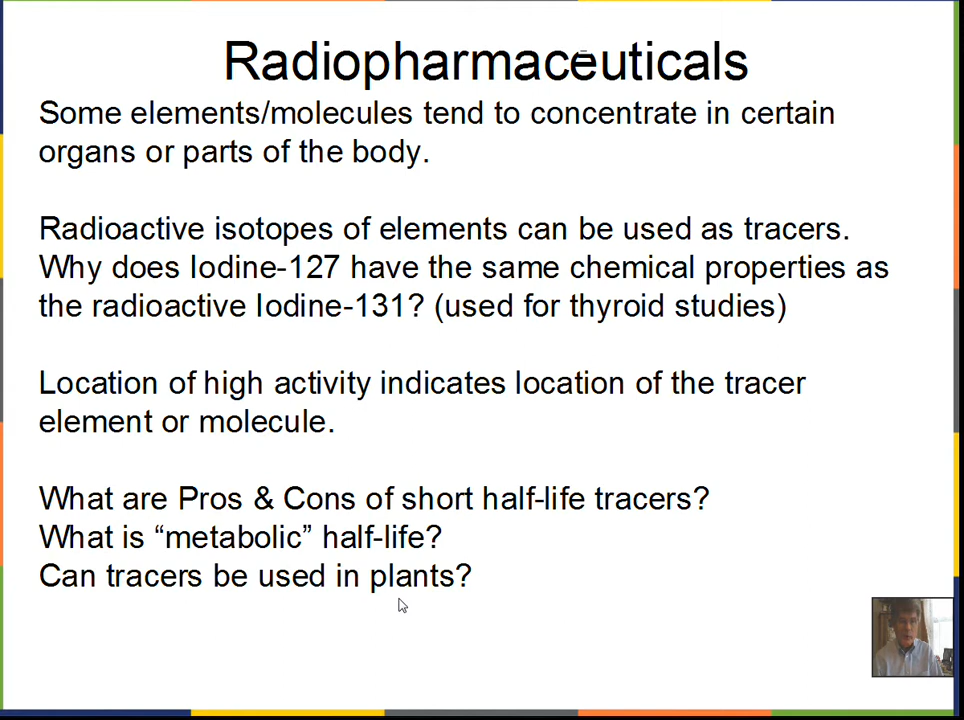 Radiopharmaceuticals
Some elements/molecules tend to concentrate in certain
organs or parts of the body.
Radioactive isotopes of elements can be used as tracers.
Why does Iodine-127 have the same chemical properties as
the radioactive Iodine-131? (used for thyroid studies)
Location of high activity indicates location of the tracer
element or molecule.
What are Pros & Cons of short half-life tracers?
What is “metabolic” half-life?
Can tracers be used in plants?